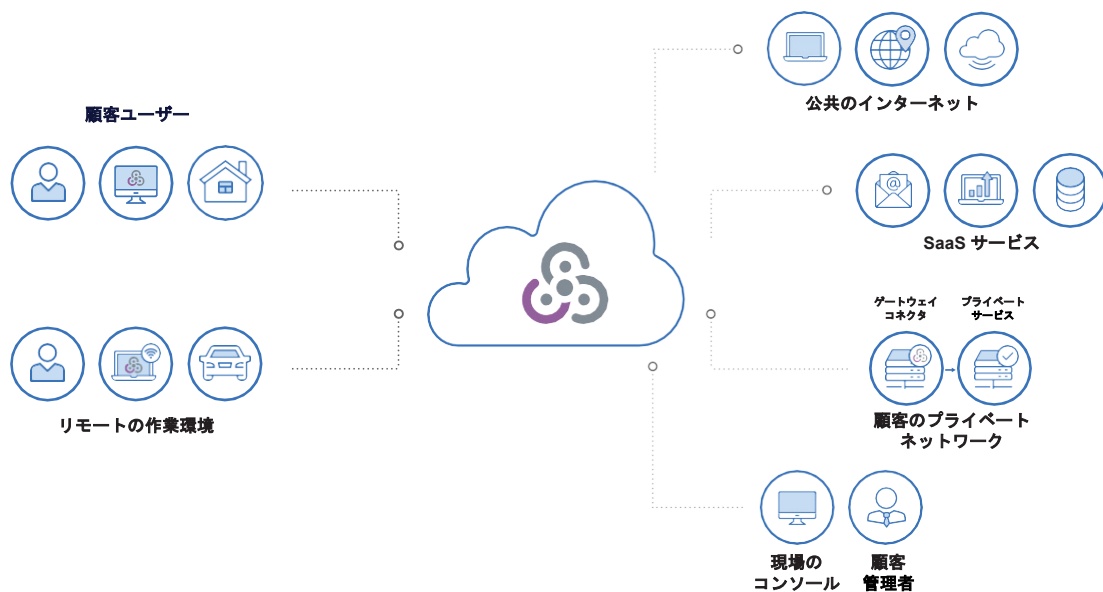 顧客ユーザー
リモートの作業環境
公共のインターネット
@
SaaS サービス
ゲートウェイ
コネクタ
プライベート
サービス
顧客のプライベート
ネットワーク
現場の
コンソール
顧客
管理者